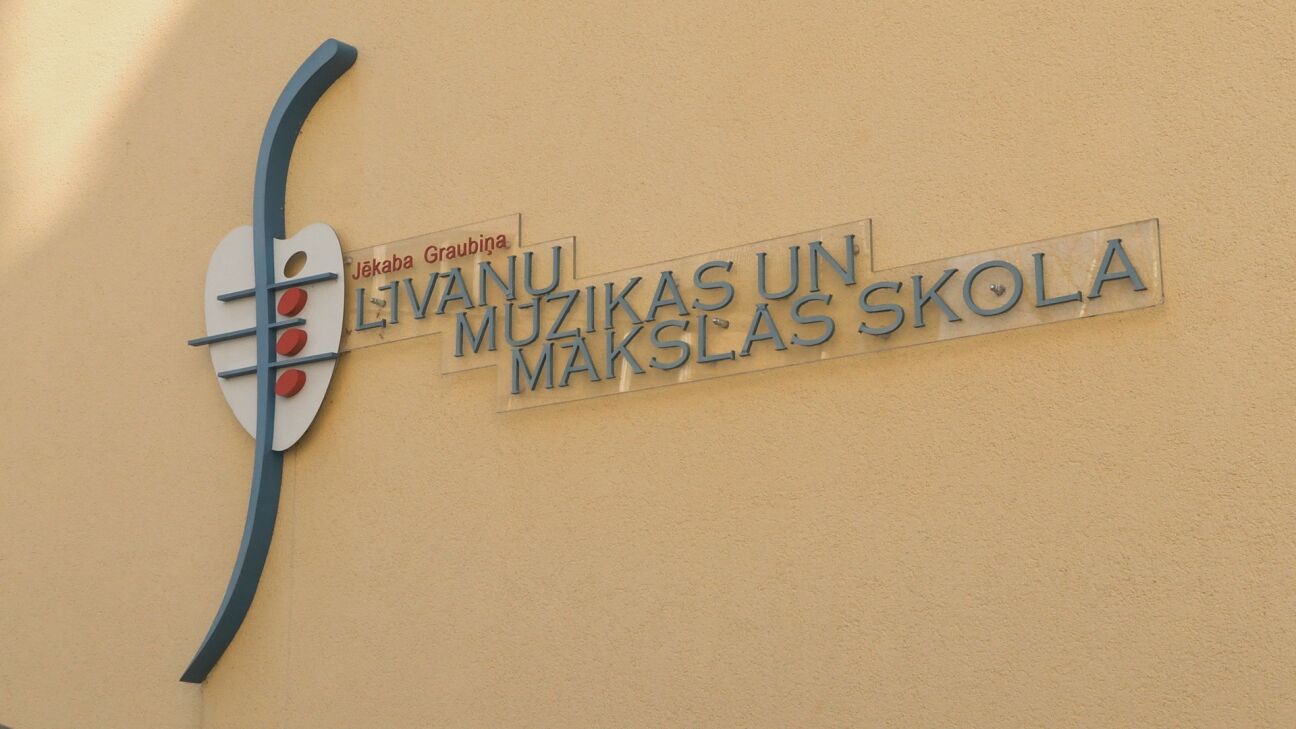 Jēkaba Graubiņa
LĪVĀNU
MŪZIKAS UN
MĀKSLAS SKOLA